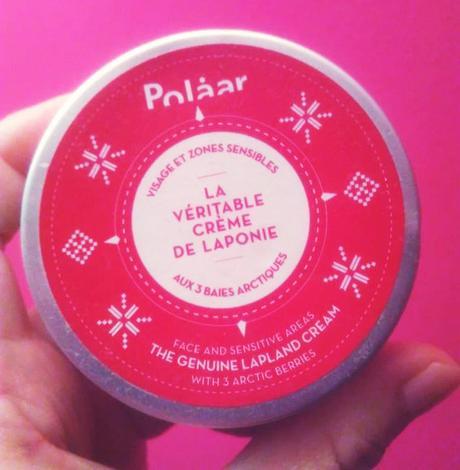 Polåar
VISAGE ET ZONES SENSIBLES
LA
VÉRITABLE
CRÈME
DE LAPONIE
AUX 3 BAIES ARCTIQUES
FACE AND SENSITIVE AREAS
THE GENUINE LAPLAND CREAM
WITH 3 ARCTIC BERRIES